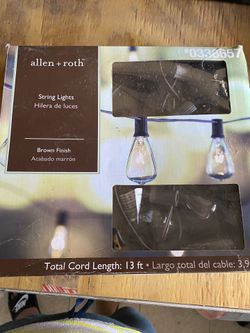 #0338657
allen + roth
String Lights
Hilera de luces
Brown Finish
Acabado marrón
Total Cord Length: 13 ft • Largo total del cable: 3,9